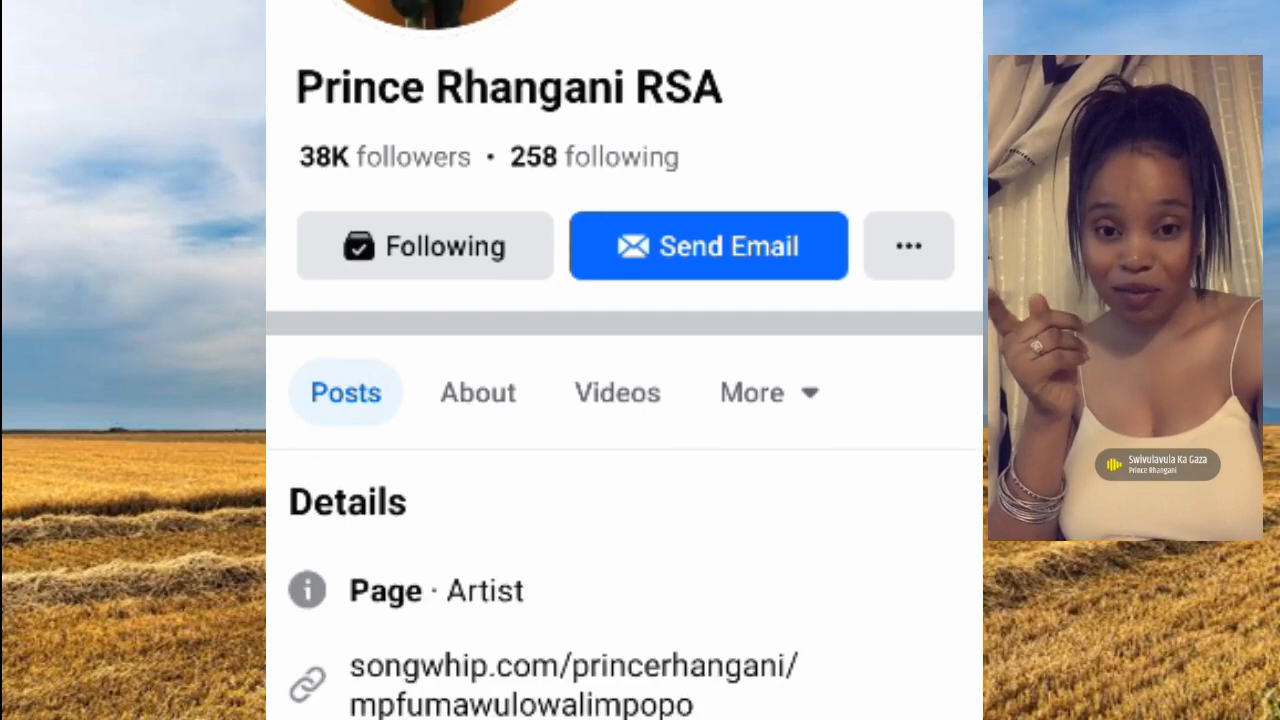 Prince Rhangani RSA
38K followers · 258 following
Following
Send Email
Posts
About
Videos
More
Details
Page · Artist
songwhip.com/princerhangani/
mpfumawulowalimpopo
Swivulavula Ka Gaza
Prince Rhangani